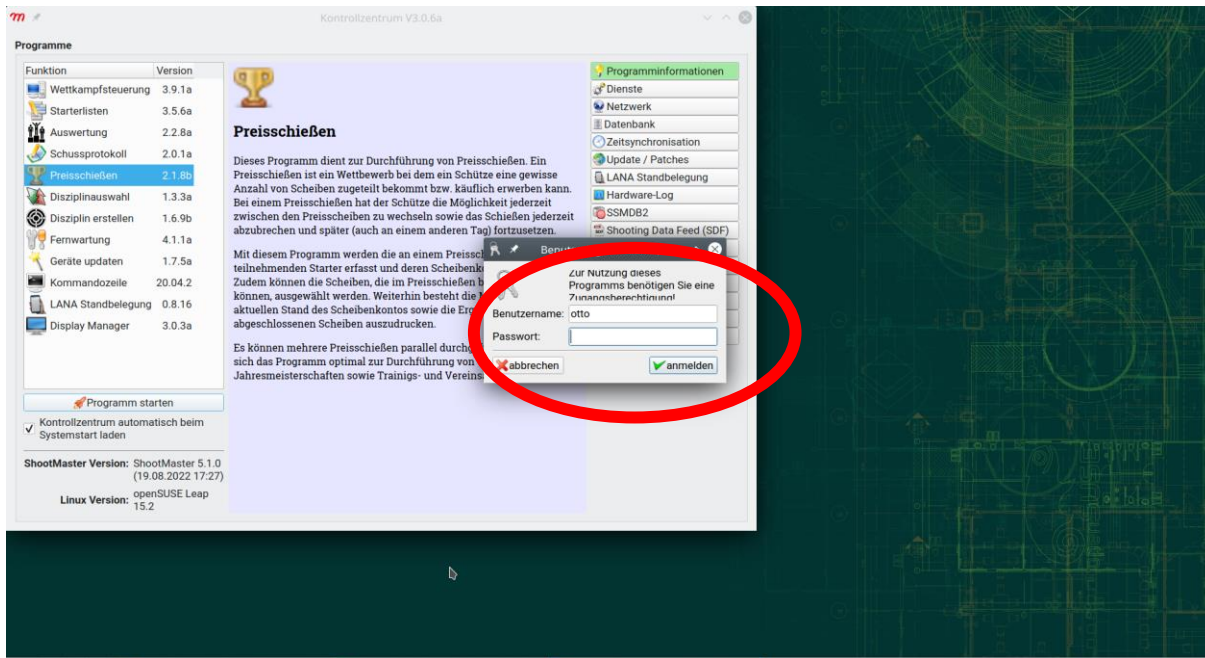 Kontrollzentrum V3.0.6a
Programme
Funktion Version
Wettkampfsteuerung 3.9.1a
Starterlisten 3.5.6a
Auswertung 2.2.8a
Schussprotokoll 2.0.1a
Preisschießen 2.1.8b
Disziplinauswahl 1.3.3a
Disziplin erstellen 1.6.9b
Fernwartung 4.1.1a
Geräte updaten 1.7.5a
Kommandozeile 20.04.2
LANA Standbelegung 0.8.16
Display Manager 3.0.3a
Programm starten
Kontrollzentrum automatisch beim
Systemstart laden
ShootMaster Version: ShootMaster 5.1.0
(19.08.2022 17:27)
Linux Version: openSUSE Leap
15.2
Preisschießen
Dieses Programm dient zur Durchführung von Preisschießen. Ein
Preisschießen ist ein Wettbewerb bei dem ein Schütze eine gewisse
Anzahl von Scheiben zugeteilt bekommt bzw. käuflich erwerben kann.
Bei einem Preisschießen hat der Schütze die Möglichkeit jederzeit
zwischen den Preisscheiben zu wechseln sowie das Schießen jederzeit
abzubrechen und später (auch an einem anderen Tag) fortzusetzen.
Mit diesem Programm werden die an einem Preissc
teilnehmenden Starter erfasst und deren Scheibenk
Zudem können die Scheiben, die im Preisschießen b
können, ausgewählt werden. Weiterhin besteht die
aktuellen Stand des Scheibenkontos sowie die Erg
abgeschlossenen Scheiben auszudrucken.
Es können mehrere Preisschießen parallel durchg
sich das Programm optimal zur Durchführung von
Jahresmeisterschaften sowie Trainigs- und Vereins
Programminformationen
Dienste
Netzwerk
Datenbank
Zeitsynchronisation
Update / Patches
LANA Standbelegung
Hardware-Log
SSMDB2
Shooting Data Feed (SDF)
Benut
Zur Nutzung dieses
Programms benötigen Sie eine
Zugangsberechtigung!
Benutzername: otto
Passwort:
abbrechen
anmelden